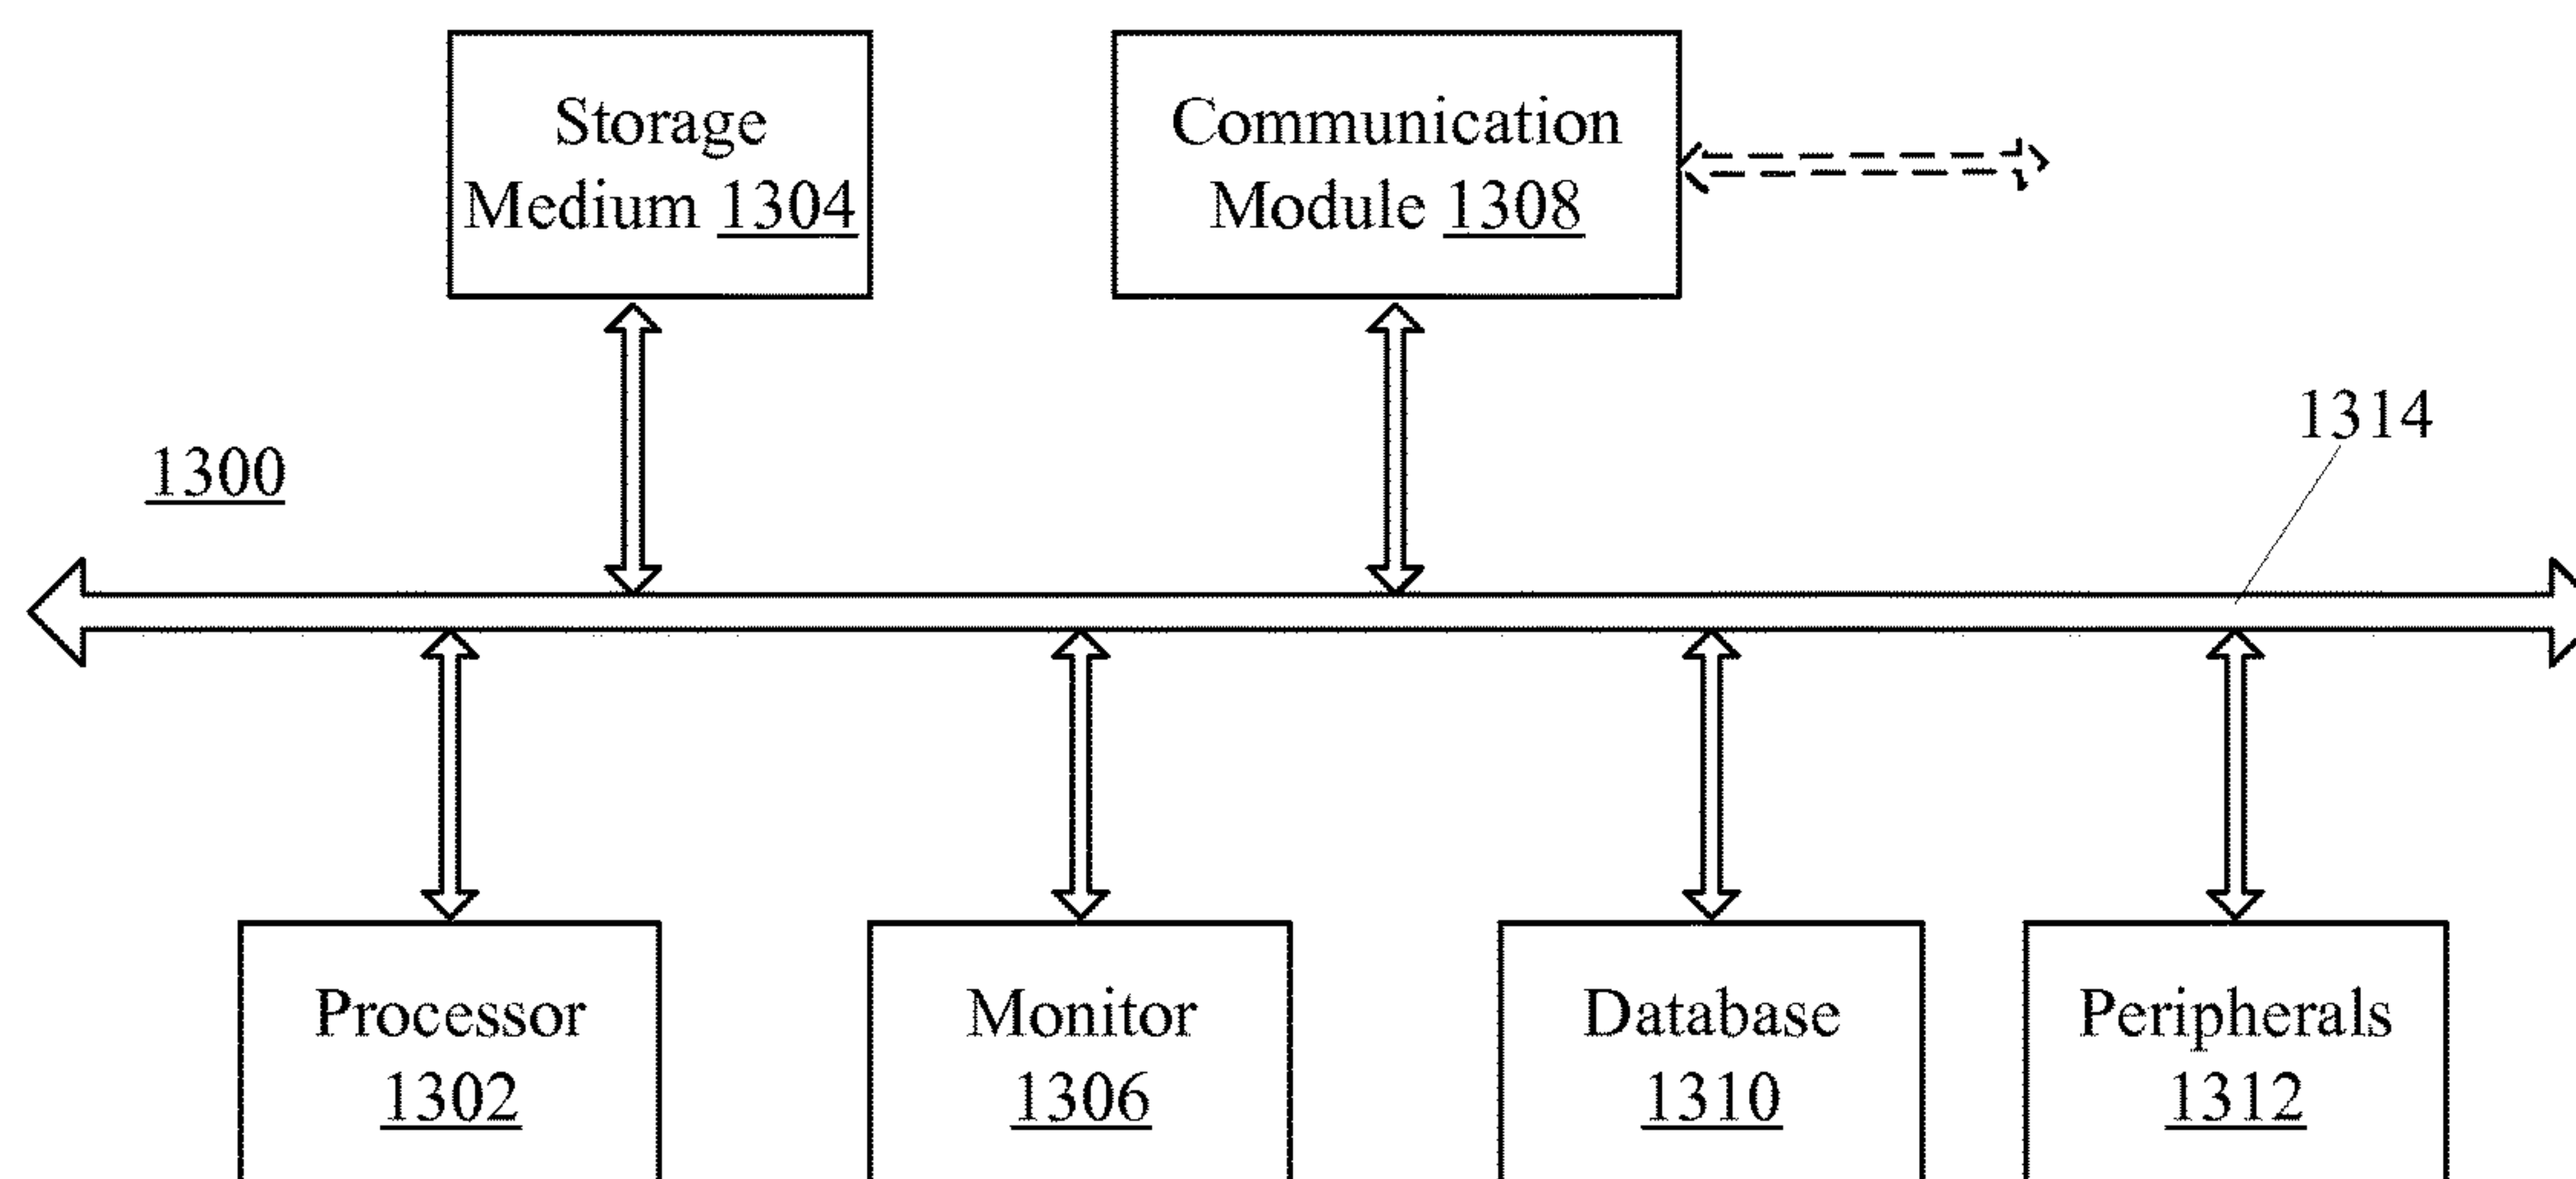 Storage
Medium 1304
Communication
Module 1308
1314
1300
Processor
1302
Monitor
1306
Database
1310
Peripherals
1312